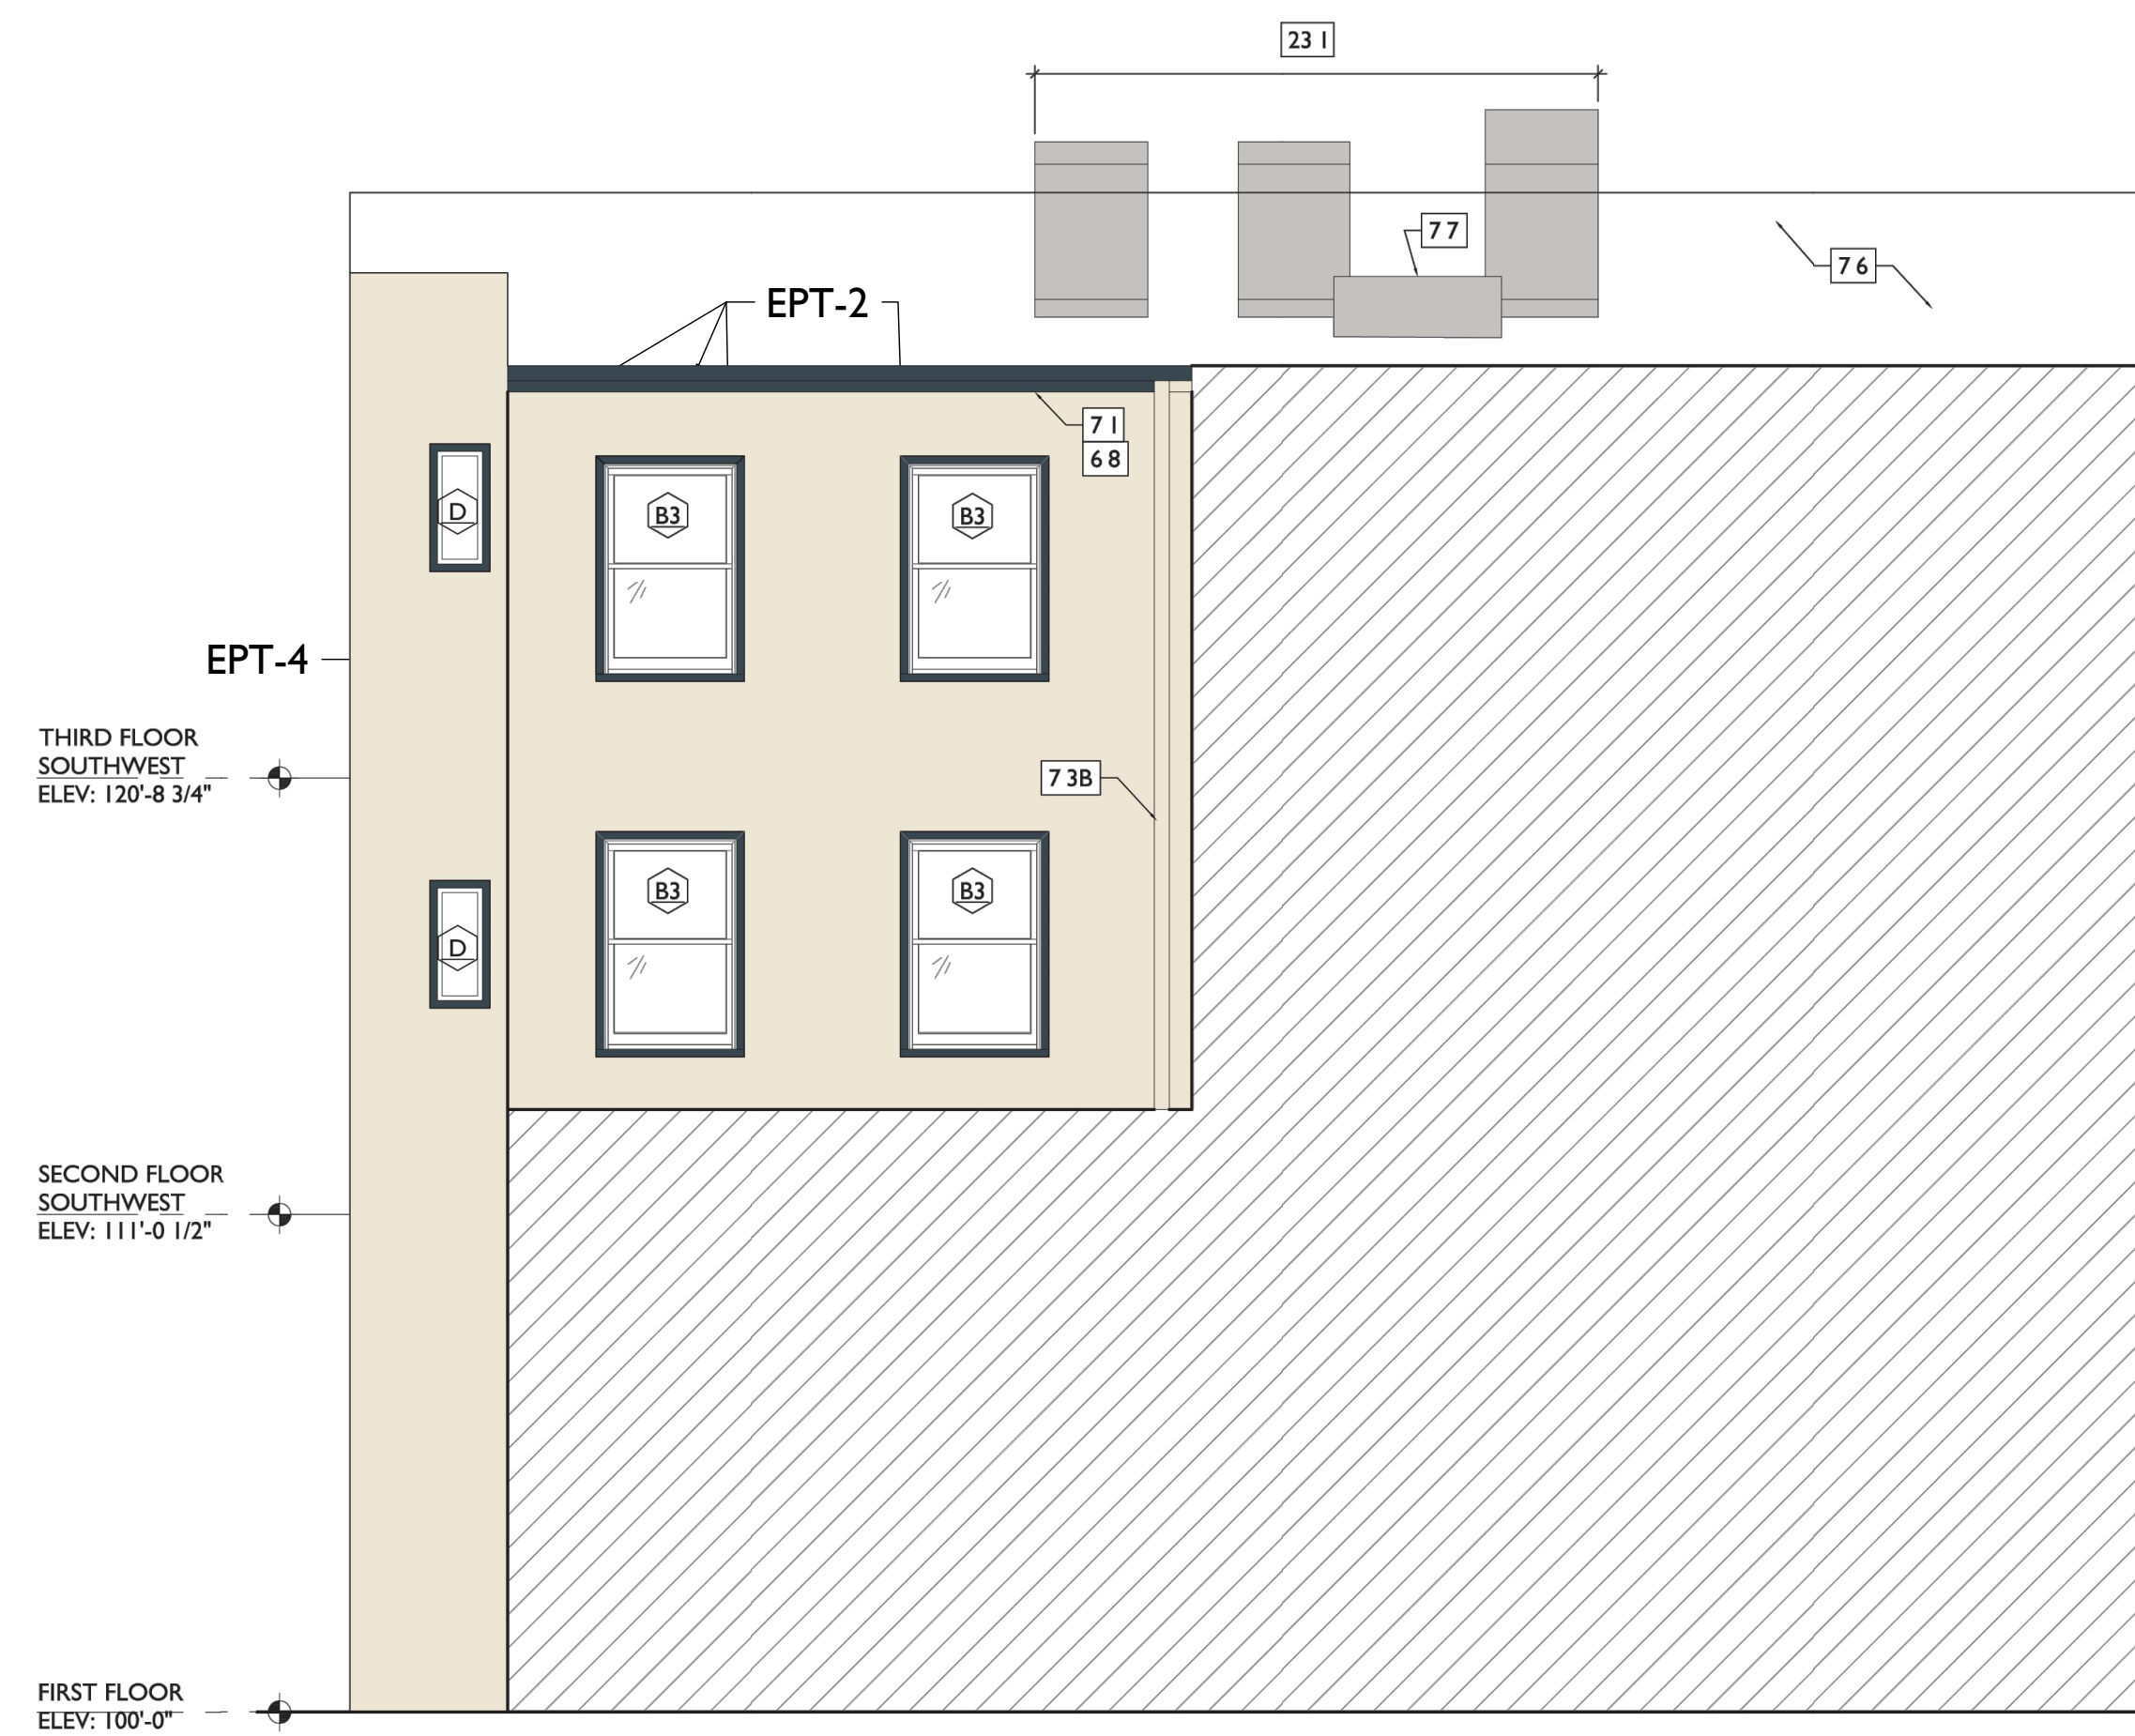 231
77
76
EPT-2
71
68
D
B3
B3
EPT-4
THIRD FLOOR
SOUTHWEST
ELEV: 120'-8 3/4"
73B
B3
B3
D
SECOND FLOOR
SOUTHWEST
ELEV: 111'-0 1/2"
FIRST FLOOR
ELEV: 100'-0"